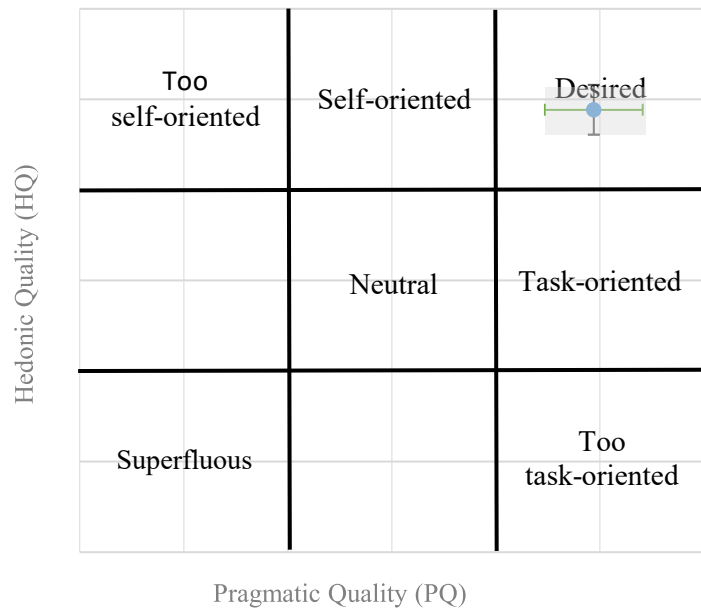 Too
self-oriented
Self-oriented
Desired
Hedonic Quality (HQ)
Neutral
Task-oriented
Superfluous
Too
task-oriented
Pragmatic Quality (PQ)